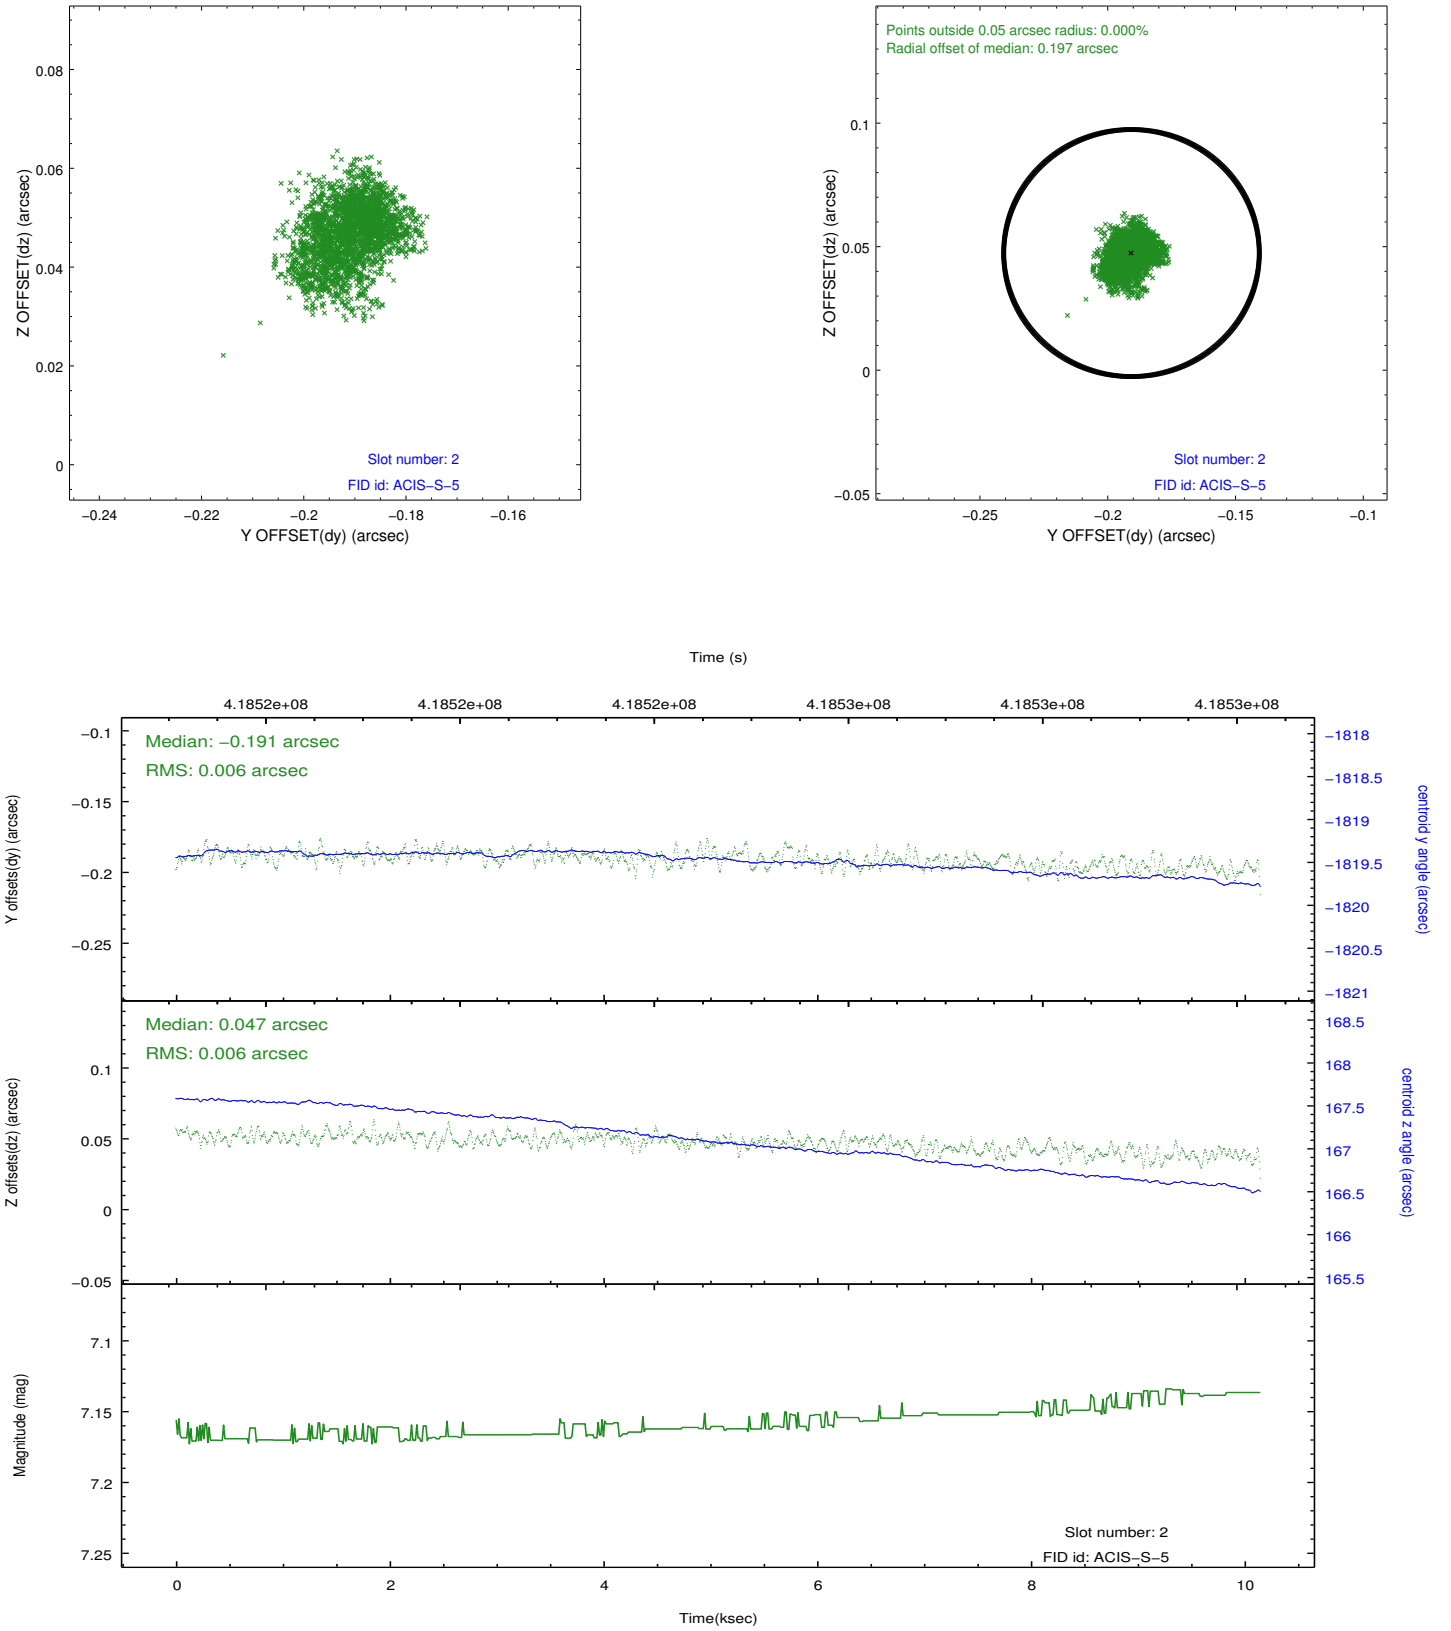 0.08
0.06
0.04
0.02
0
Z OFFSET(dz) (arcsec)
Slot number: 2
FID id: ACIS−S−5
−0.24 −0.22 −0.2 −0.18 −0.16
Y OFFSET(dy) (arcsec)
Points outside 0.05 arcsec radius: 0.000%
Radial offset of median: 0.197 arcsec
0.1
0.05
0
−0.05
Z OFFSET(dz) (arcsec)
Slot number: 2
FID id: ACIS−S−5
−0.25 −0.2 −0.15 −0.1
Y OFFSET(dy) (arcsec)
Time (s)
4.1852e+08 4.1852e+08 4.1852e+08 4.1853e+08 4.1853e+08 4.1853e+08
Median: −0.191 arcsec
RMS: 0.006 arcsec
−0.1
−0.15
−0.2
−0.25
Y offsets(dy) (arcsec)
−1818
−1818.5
−1819
−1819.5
−1820
−1820.5
−1821
centroid y angle (arcsec)
Median: 0.047 arcsec
RMS: 0.006 arcsec
0.1
0.05
0
−0.05
Z offsets(dz) (arcsec)
168.5
168
167.5
167
166.5
166
165.5
centroid z angle (arcsec)
7.1
7.15
7.2
7.25
Magnitude (mag)
Slot number: 2
FID id: ACIS−S−5
0 2 4 6 8 10
Time(ksec)